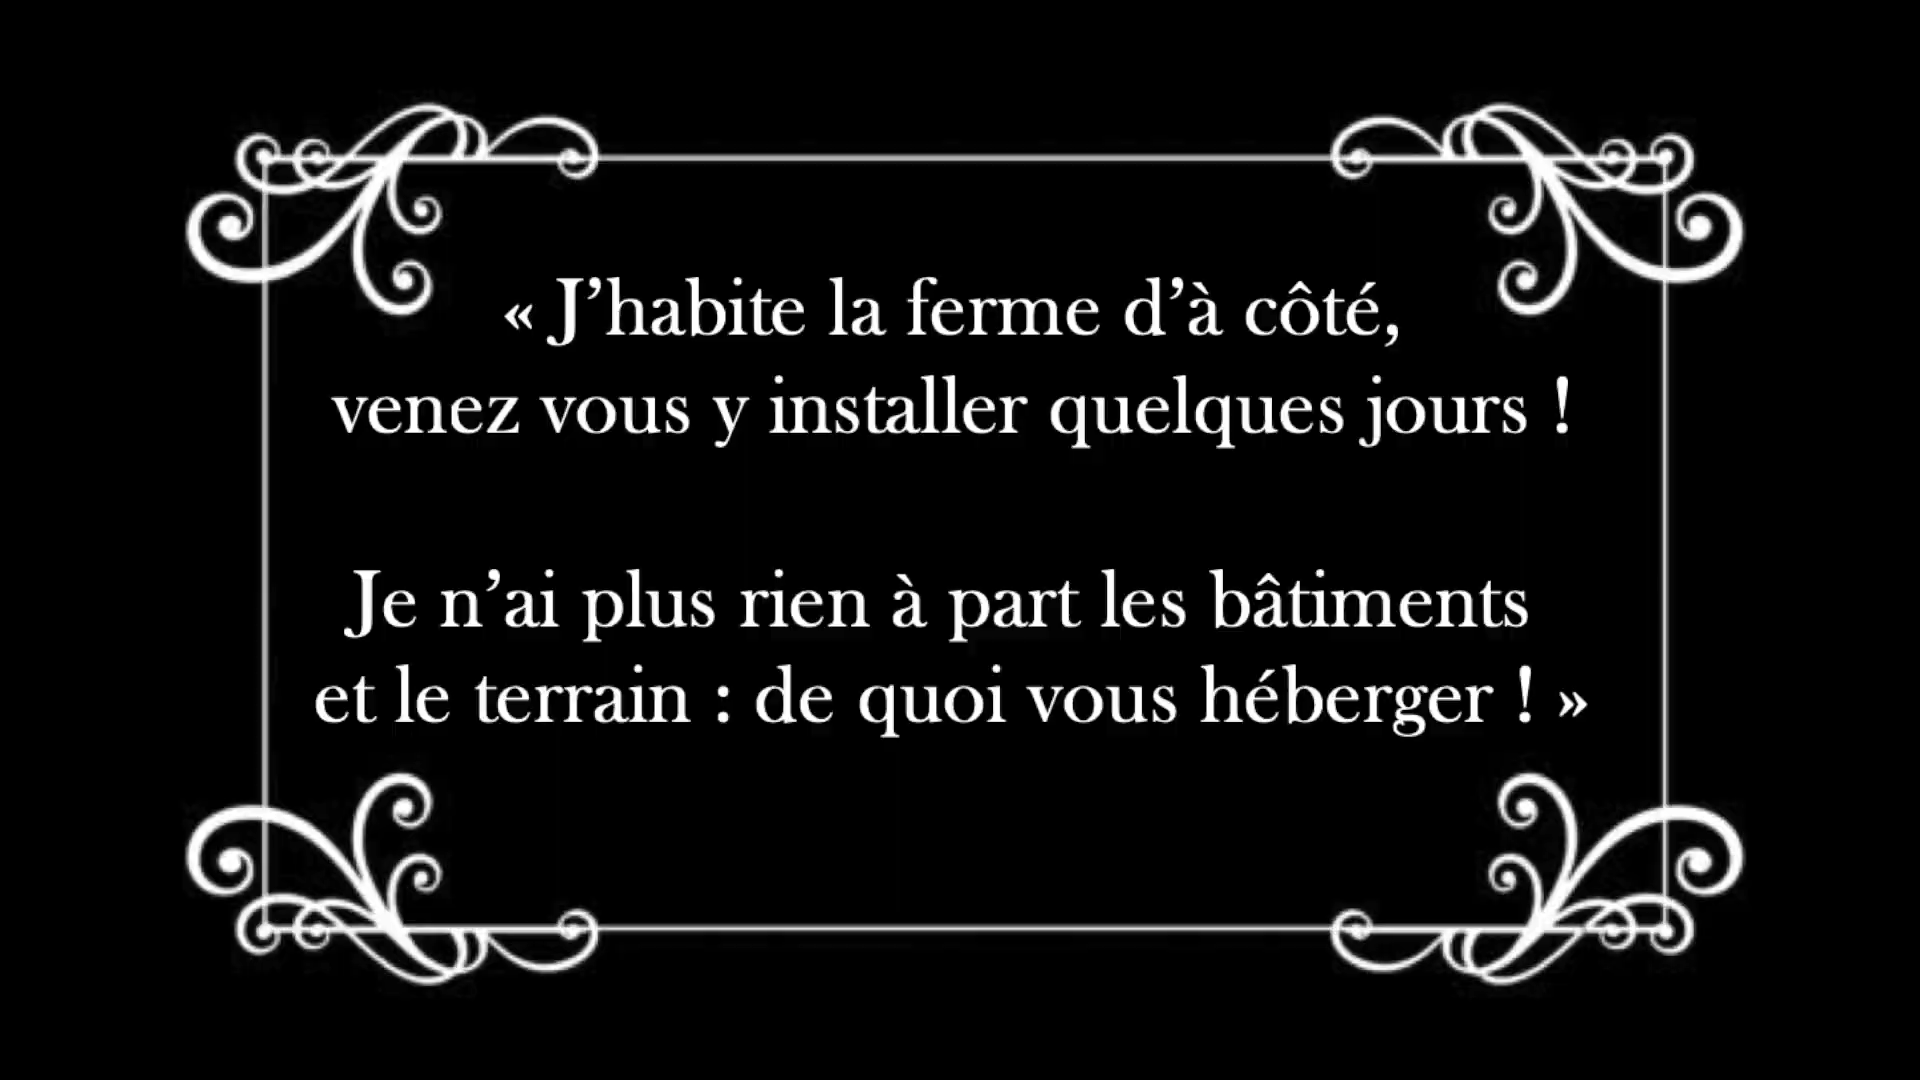 « J’habite la ferme d’à côté,
venez vous y installer quelques jours !
Je n’ai plus rien à part les bâtiments
et le terrain : de quoi vous héberger ! »